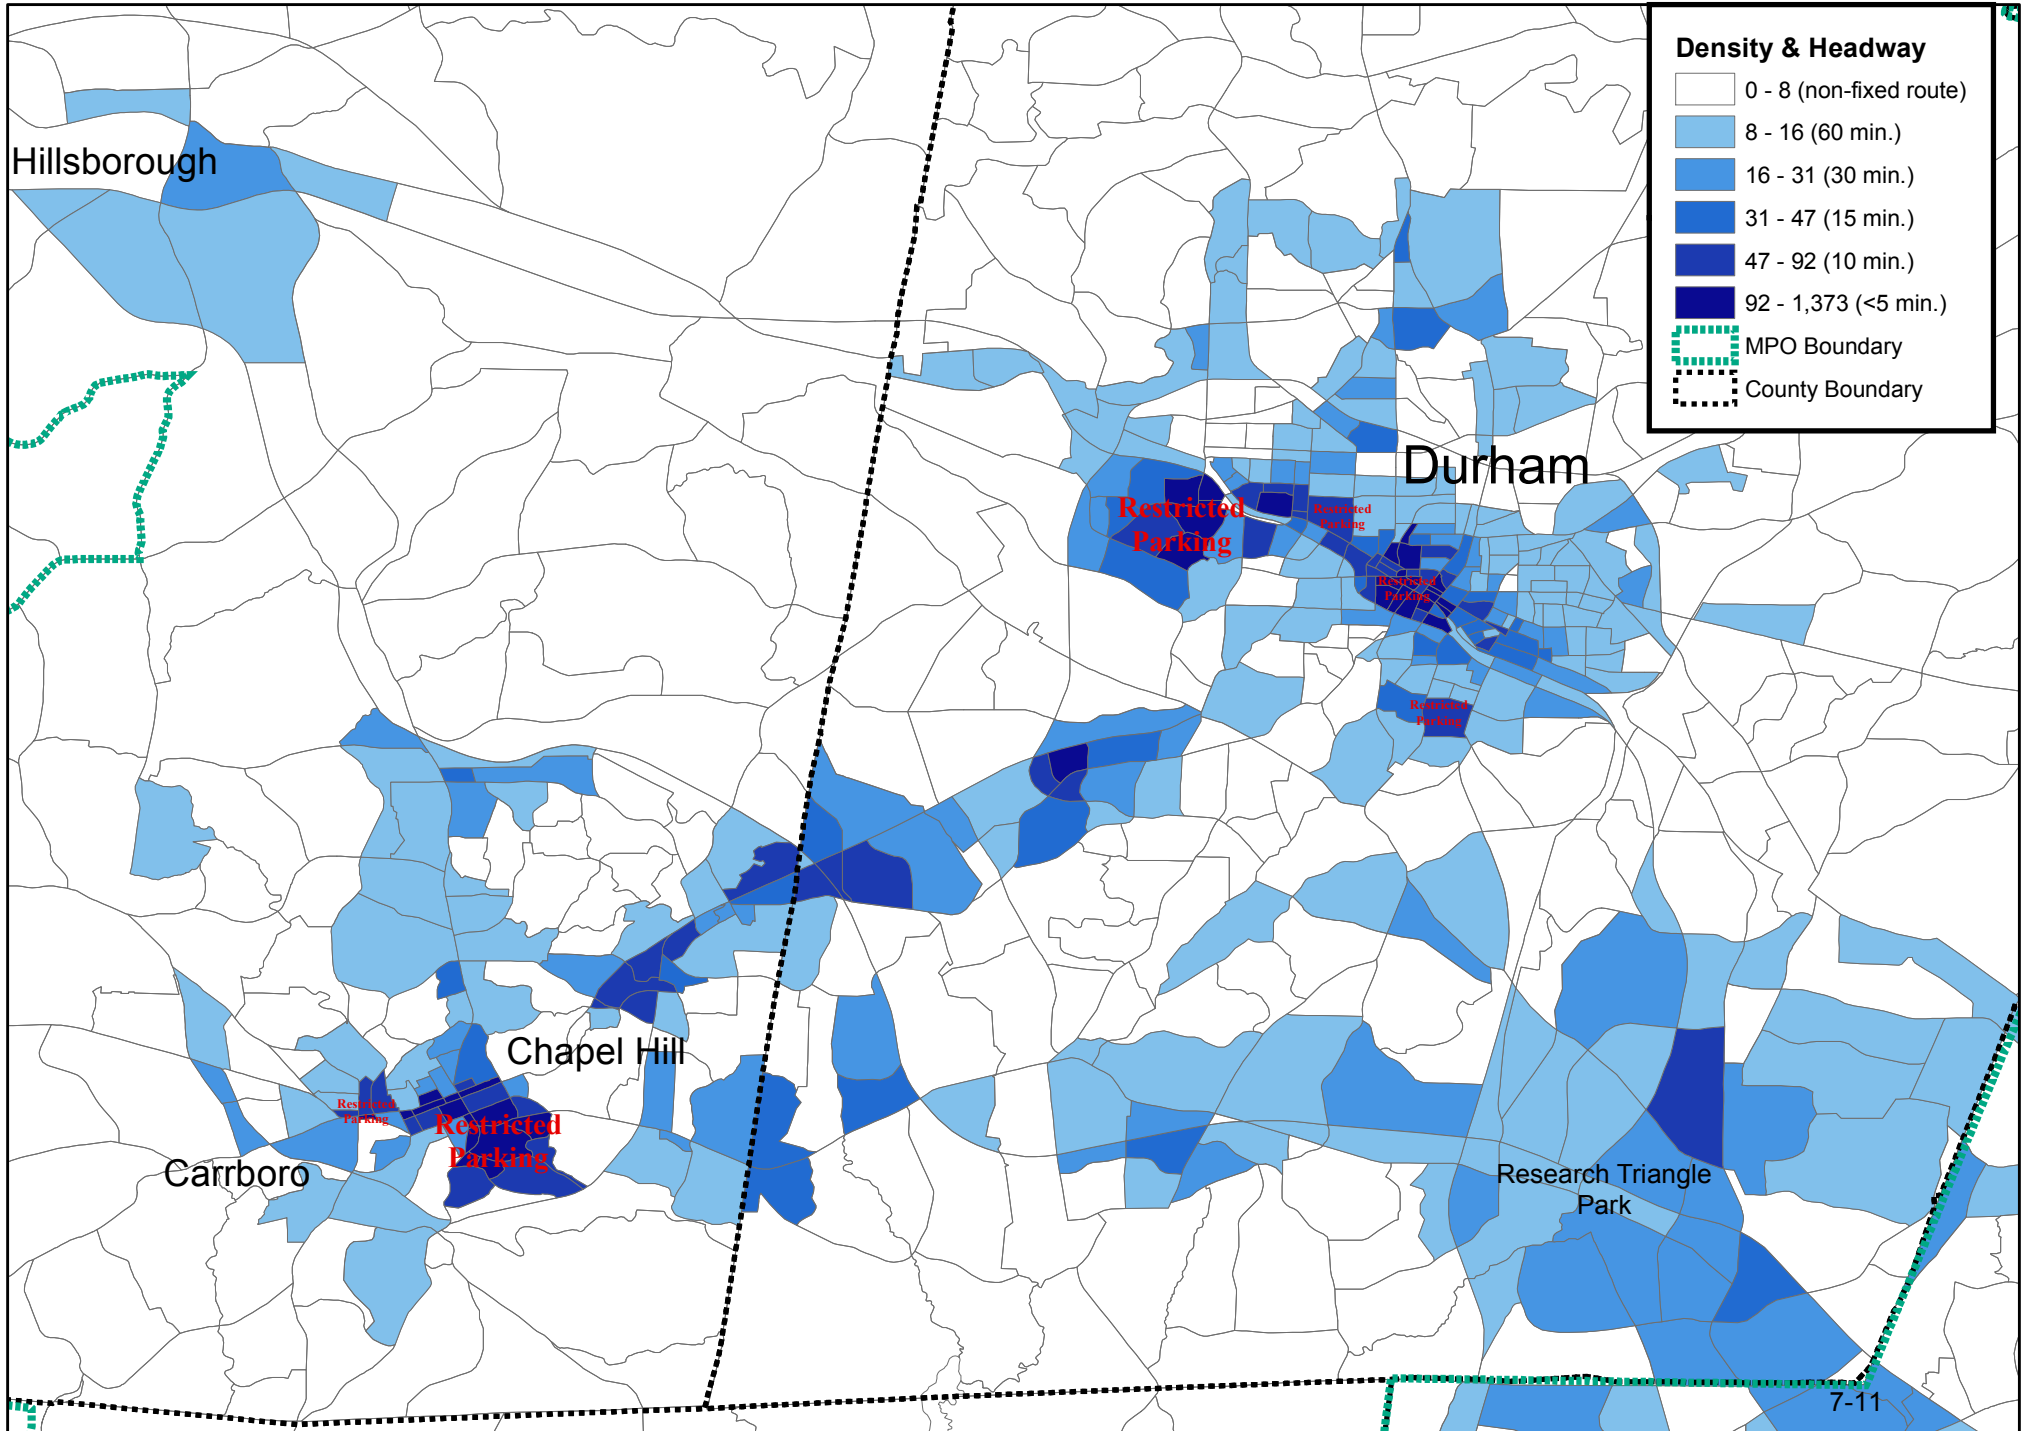 Density & Headway
0 - 8 (non-fixed route)
8 - 16 (60 min.)
16 - 31 (30 min.)
31 - 47 (15 min.)
47 - 92 (10 min.)
92 - 1,373 (<5 min.)
MPO Boundary
County Boundary
Hillsborough
Durham
Restricted
Parking
Restricted
Parking
Restricted
Parking
Restricted
Parking
Chapel Hill
Restricted
Parking
Restricted
Parking
Carrboro
Research Triangle
Park
7-11